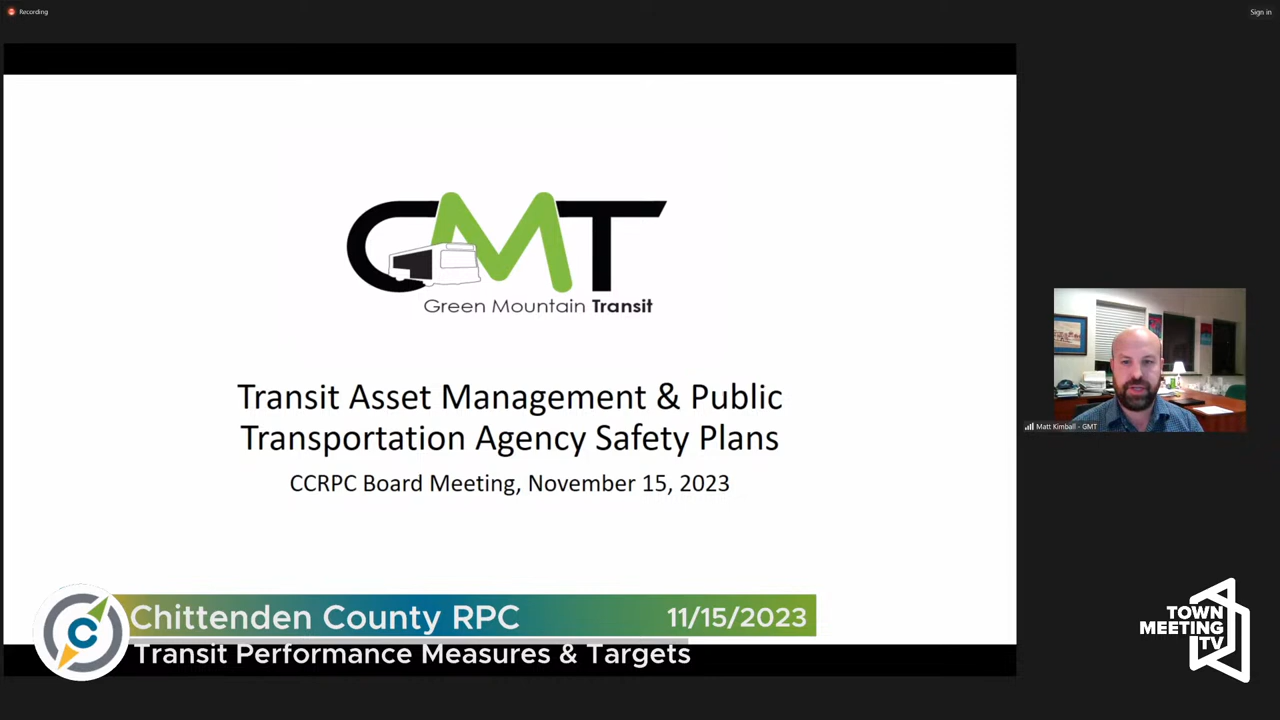 Recording
Sign in
GMT
Green Mountain Transit
Transit Asset Management & Public
Transportation Agency Safety Plans
CCRPC Board Meeting, November 15, 2023
Matt Kimball - GMT
C
Chittenden County RPC
11/15/2023
Transit Performance Measures & Targets
TOWN
MEETING
TV